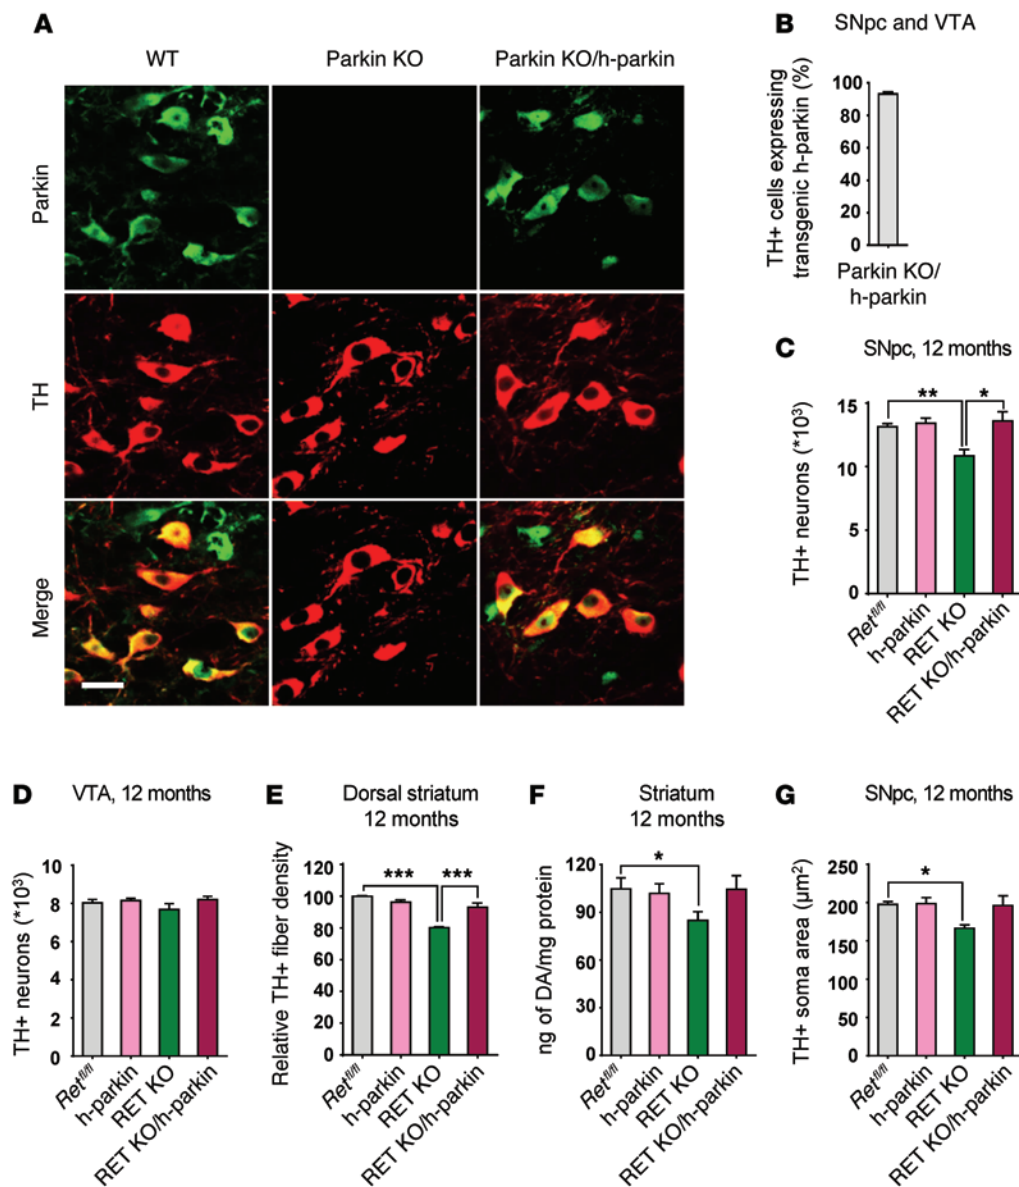 A
WT
Parkin KO
Parkin KO/h-parkin
Parkin
TH
Merge
B
SNpc and VTA
TH+ cells expressing
transgenic h-parkin (%)
100
80
60
40
20
0
Parkin KO/
h-parkin
C
SNpc, 12 months
TH+ neurons (*10³)
15
10
5
0
**
*
Ret^fl/fl
h-parkin
RET KO
RET KO/h-parkin
D
VTA, 12 months
TH+ neurons (*10³)
10
8
6
4
2
0
Ret^fl/fl
h-parkin
RET KO
RET KO/h-parkin
E
Dorsal striatum
12 months
Relative TH+ fiber density
120
100
80
60
40
20
0
*** ***
Ret^fl/fl
h-parkin
RET KO
RET KO/h-parkin
F
Striatum
12 months
ng of DA/mg protein
120
90
60
30
0
*
Ret^fl/fl
h-parkin
RET KO
RET KO/h-parkin
G
SNpc, 12 months
TH+ soma area (µm²)
250
200
150
100
50
0
*
Ret^fl/fl
h-parkin
RET KO
RET KO/h-parkin